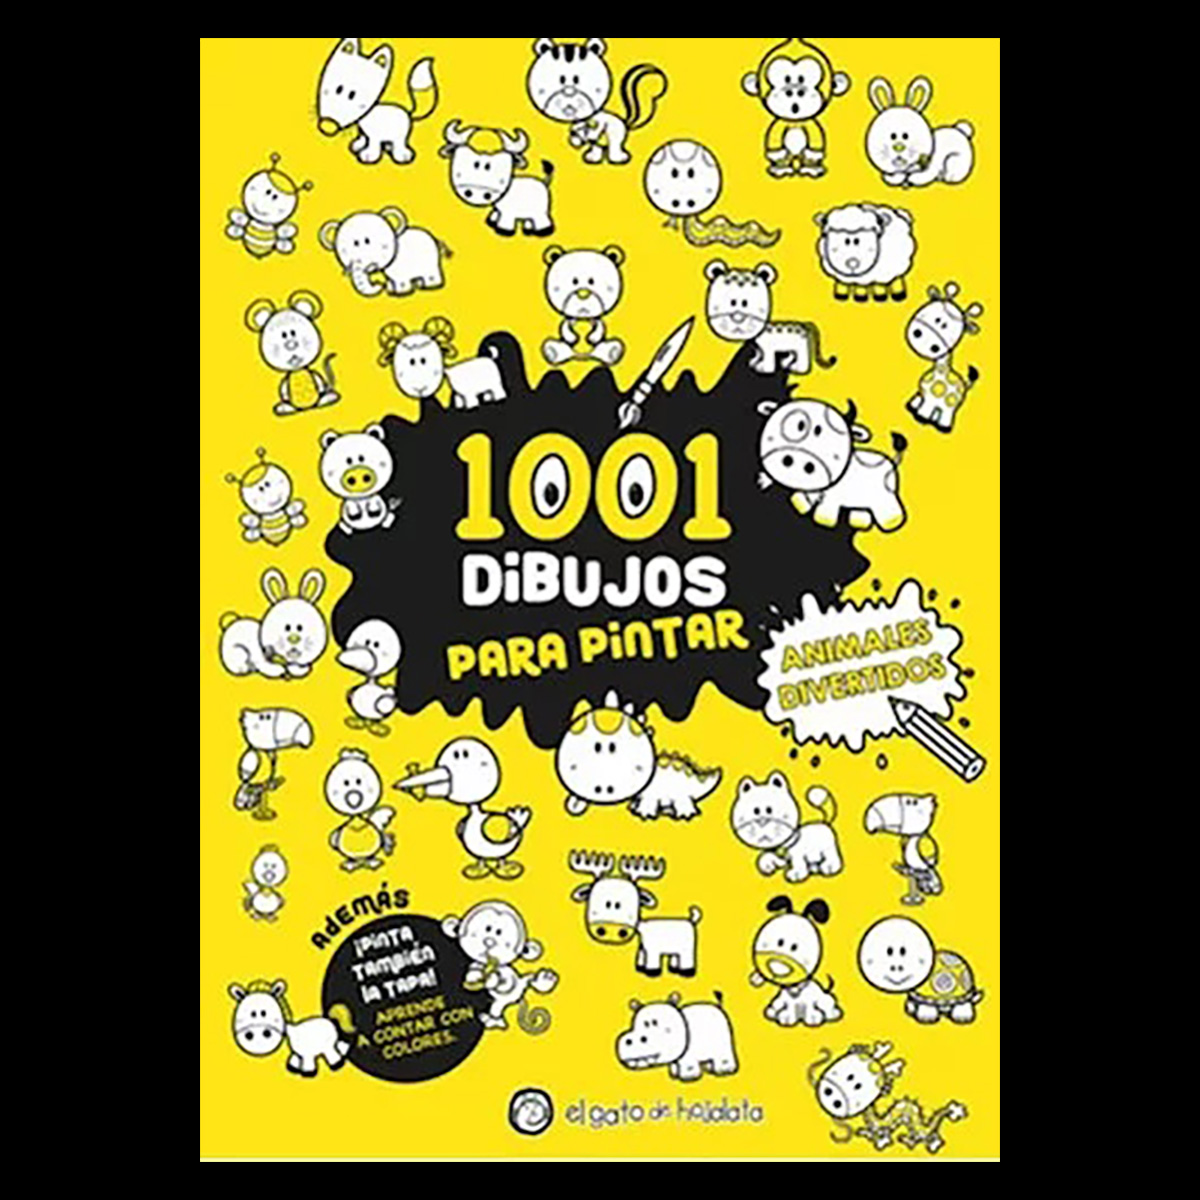 1001
DiBUJOS
PARA PiNTAR
ANIMALES
DIVERTIDOS
AdEMÁS
¡PiNTA
TAMBiÉN
lA TAPA!
APRENDE
A CONTAR CON
COLORES.
el gato de hojalata